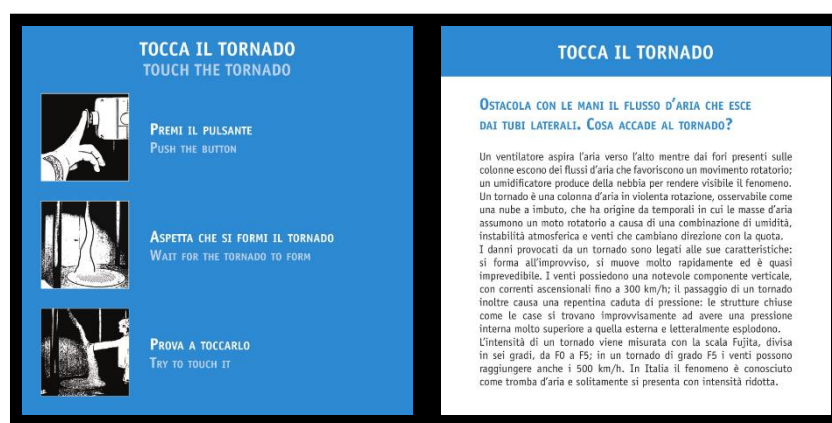 TOCCA IL TORNADO
TOUCH THE TORNADO
PREMI IL PULSANTE
PUSH THE BUTTON
ASPETTA CHE SI FORMI IL TORNADO
WAIT FOR THE TORNADO TO FORM
PROVA A TOCCARLO
TRY TO TOUCH IT
TOCCA IL TORNADO
OSTACOLA CON LE MANI IL FLUSSO D'ARIA CHE ESCE
DAI TUBI LATERALI. COSA ACCADE AL TORNADO?
Un ventilatore aspira l'aria verso l'alto mentre dai fori presenti sulle
colonne escono dei flussi d'aria che favoriscono un movimento rotatorio;
un umidificatore produce della nebbia per rendere visibile il fenomeno.
Un tornado è una colonna d'aria in violenta rotazione, osservabile come
una nube a imbuto, che ha origine da temporali in cui le masse d'aria
assumono un moto rotatorio a causa di una combinazione di umidità,
instabilità atmosferica e venti che cambiano direzione con la quota.
I danni provocati da un tornado sono legati alle sue caratteristiche:
si forma all'improvviso, si muove molto rapidamente ed è quasi
imprevedibile. I venti possiedono una notevole componente verticale,
con correnti ascensionali fino a 300 km/h; il passaggio di un tornado
inoltre causa una repentina caduta di pressione: le strutture chiuse
come le case si trovano improvvisamente ad avere una pressione
interna molto superiore a quella esterna e letteralmente esplodono.
L'intensità di un tornado viene misurata con la scala Fujita, divisa
in sei gradi, da F0 a F5; in un tornado di grado F5 i venti possono
raggiungere anche i 500 km/h. In Italia il fenomeno è conosciuto
come tromba d'aria e solitamente si presenta con intensità ridotta.